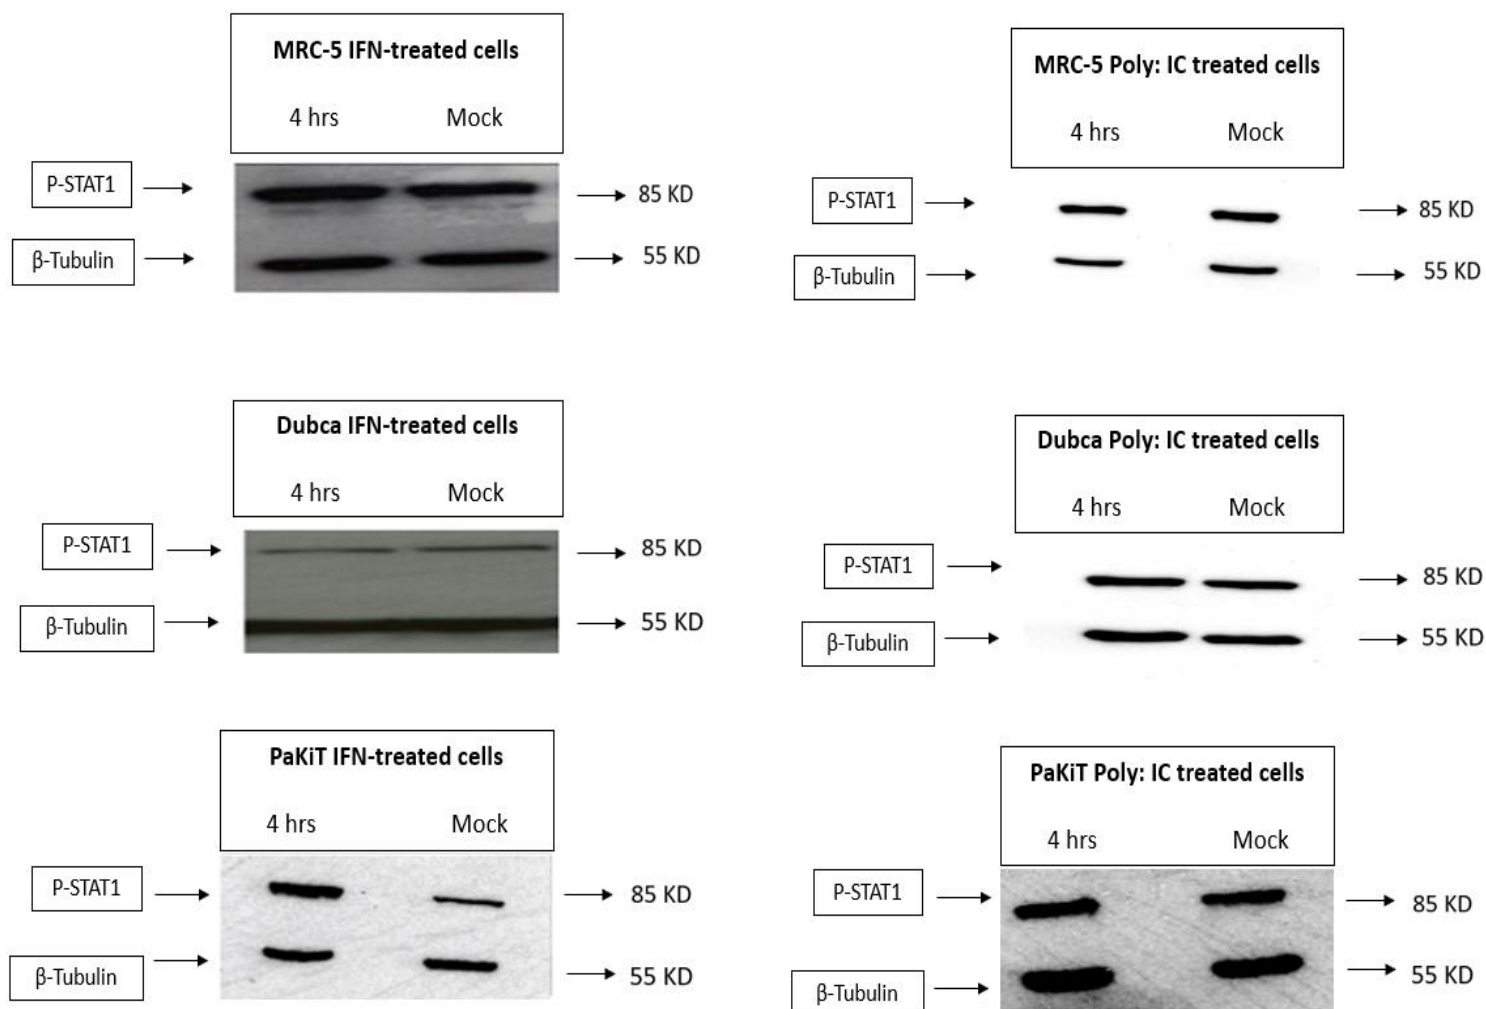 MRC-5 IFN-treated cells
4 hrs Mock
P-STAT1 85 KD
β-Tubulin 55 KD
MRC-5 Poly: IC treated cells
4 hrs Mock
P-STAT1 85 KD
β-Tubulin 55 KD
Dubca IFN-treated cells
4 hrs Mock
P-STAT1 85 KD
β-Tubulin 55 KD
Dubca Poly: IC treated cells
4 hrs Mock
P-STAT1 85 KD
β-Tubulin 55 KD
PaKiT IFN-treated cells
4 hrs Mock
P-STAT1 85 KD
β-Tubulin 55 KD
PaKiT Poly: IC treated cells
4 hrs Mock
P-STAT1 85 KD
β-Tubulin 55 KD